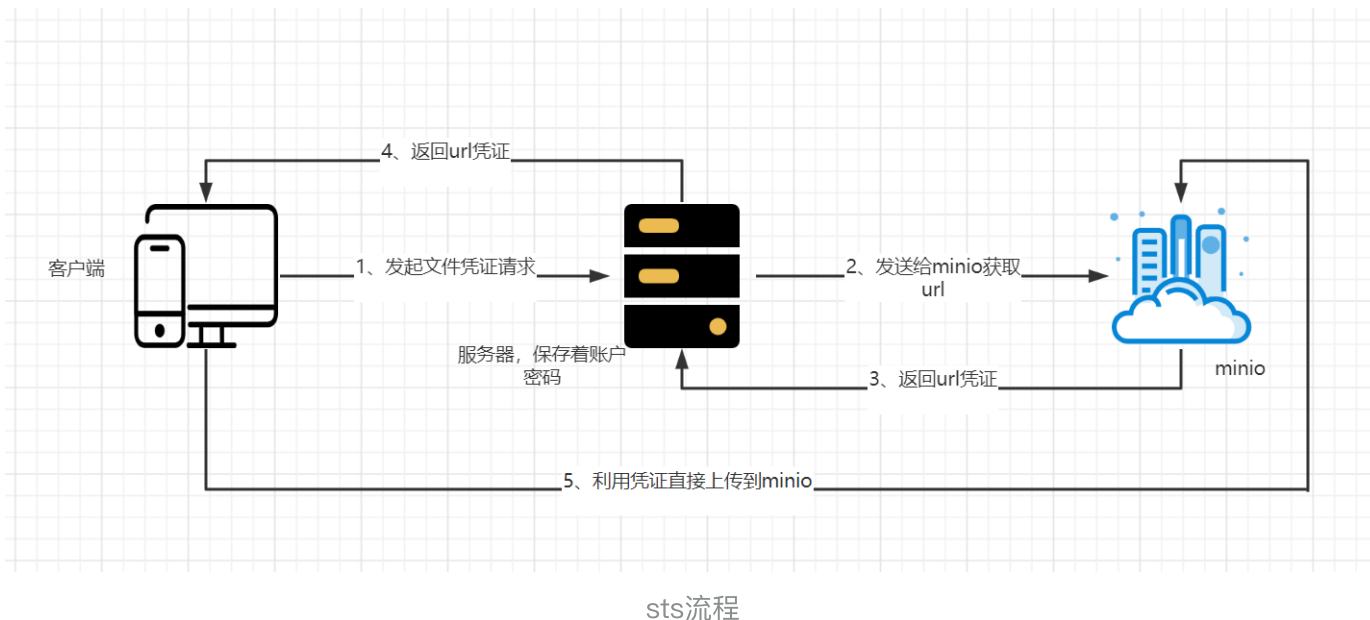 4、返回url凭证
客户端
1、发起文件凭证请求
2、发送给minio获取
url
服务器，保存着账户
密码
3、返回url凭证
minio
5、利用凭证直接上传到minio
sts流程